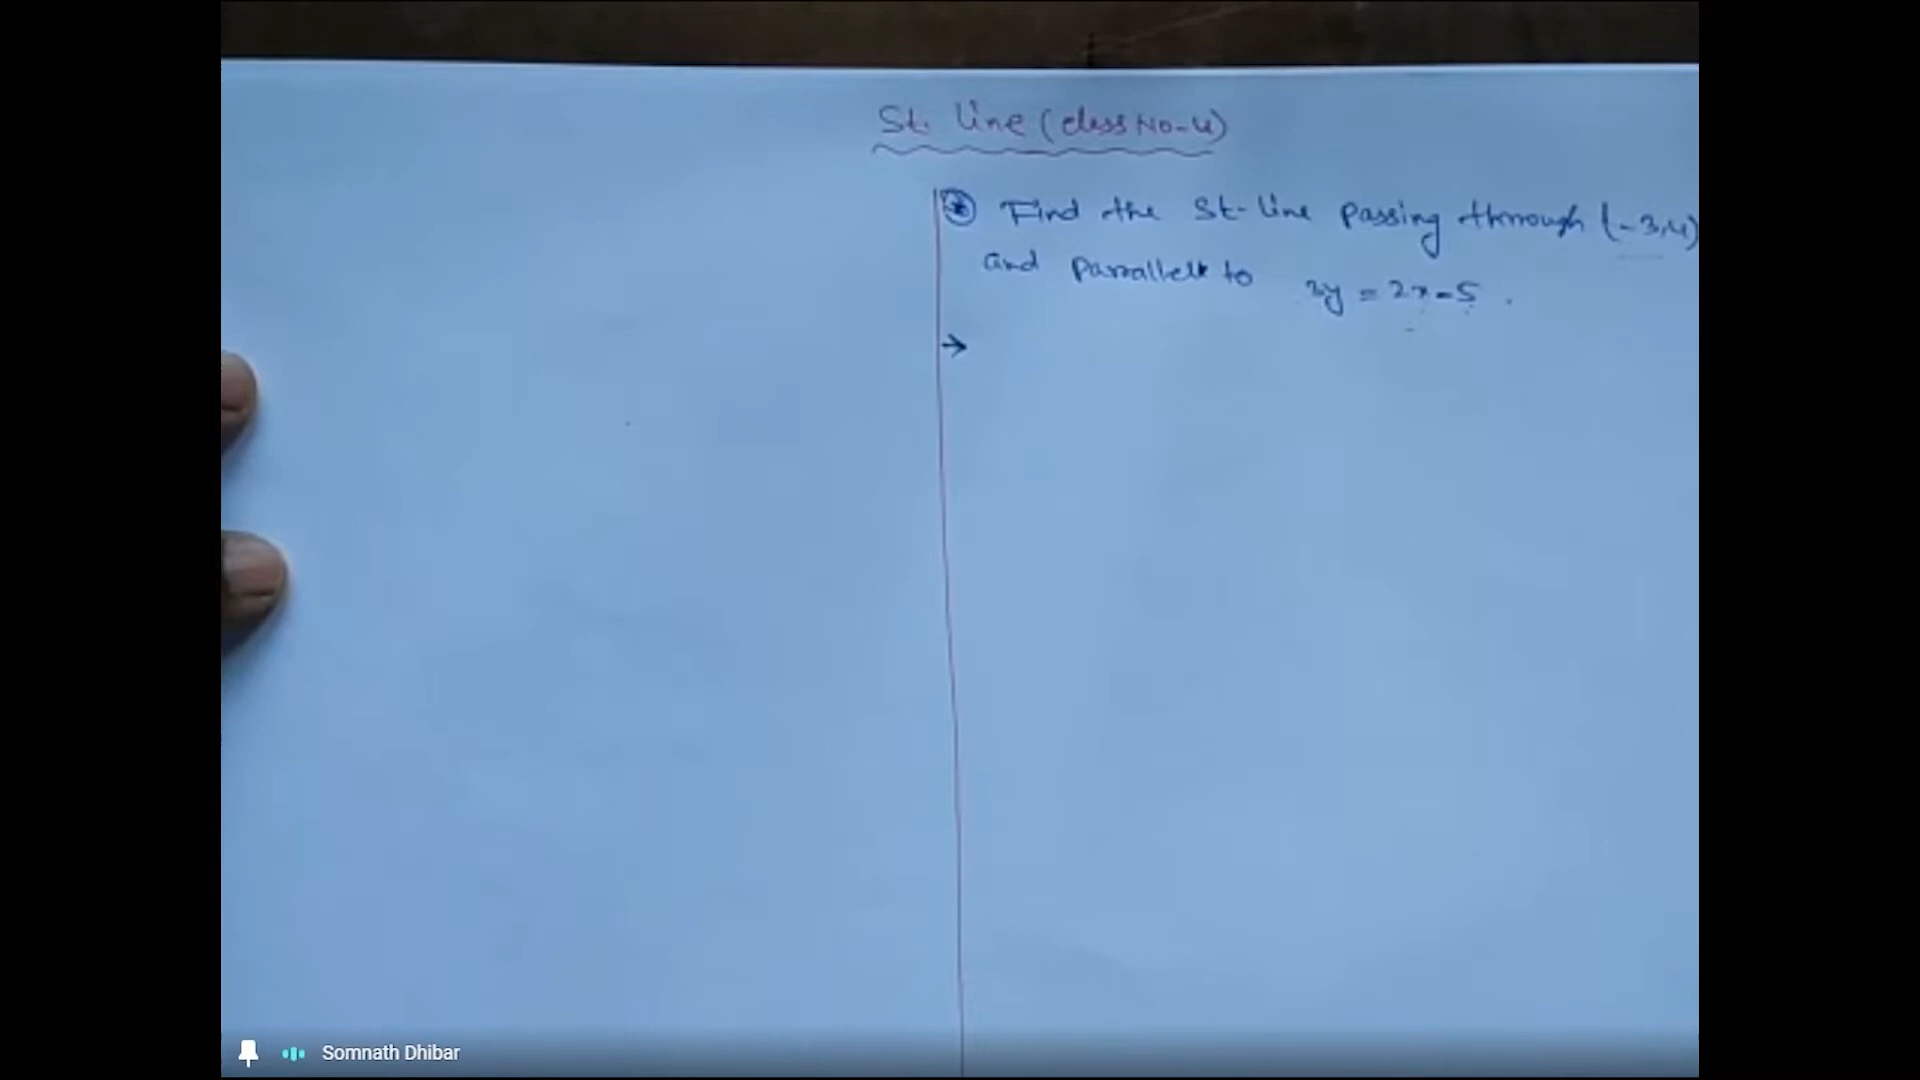 St. line (class No-4)
Find the St-line passing through (-3,4)
and parallel to 3y = 2x-5.
→
Somnath Dhibar